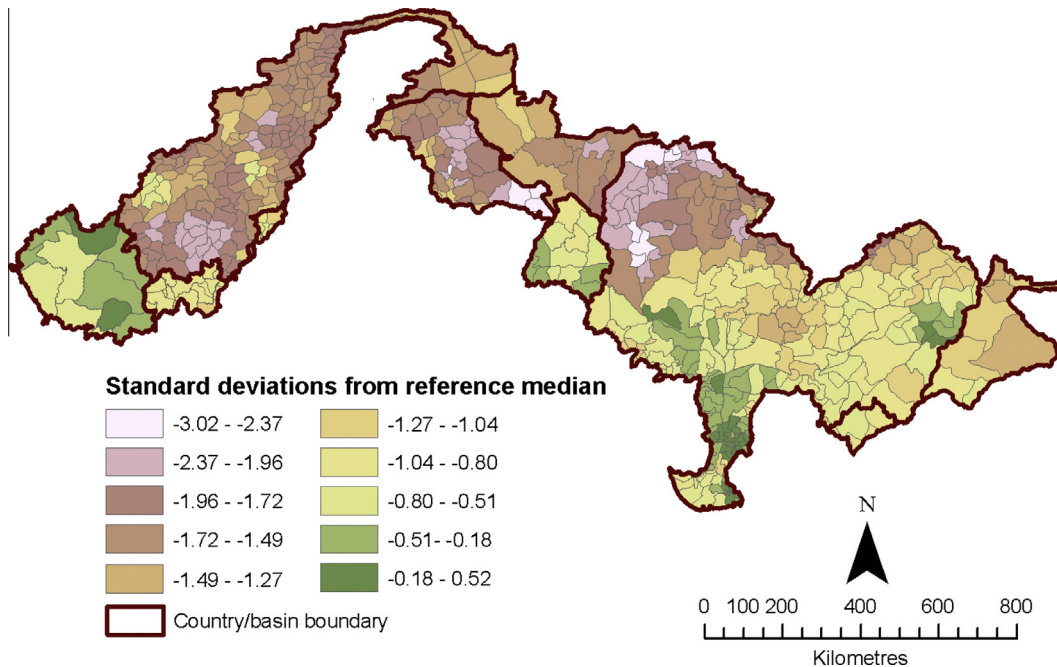 Standard deviations from reference median
-3.02 - -2.37
-2.37 - -1.96
-1.96 - -1.72
-1.72 - -1.49
-1.49 - -1.27
-1.27 - -1.04
-1.04 - -0.80
-0.80 - -0.51
-0.51- -0.18
-0.18 - 0.52
Country/basin boundary
N
0 100 200 400 600 800
Kilometres